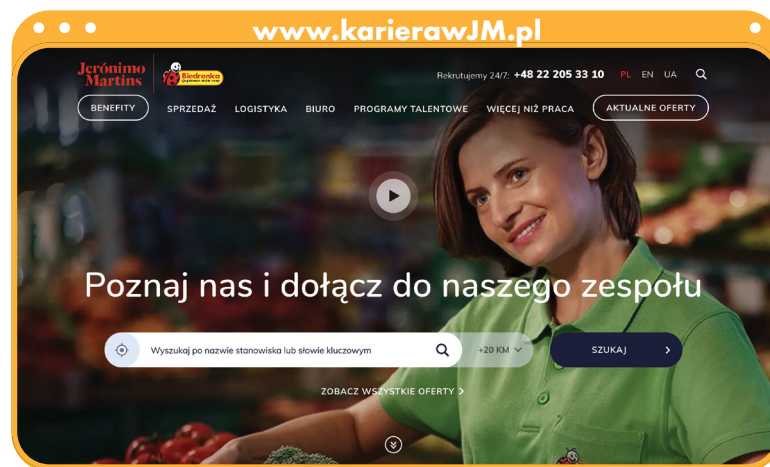 www.karierawJM.pl
Jerónimo
Martins
Biedronka
Rekrutujemy 24/7: +48 22 205 33 10 PL EN UA
BENEFITY SPRZEDAŻ LOGISTYKA BIURO PROGRAMY TALENTOWE WIĘCEJ NIŻ PRACA AKTUALNE OFERTY
Poznaj nas i dołącz do naszego zespołu
Wyszukaj po nazwie stanowiska lub słowie kluczowym +20 KM SZUKAJ
ZOBACZ WSZYSTKIE OFERTY